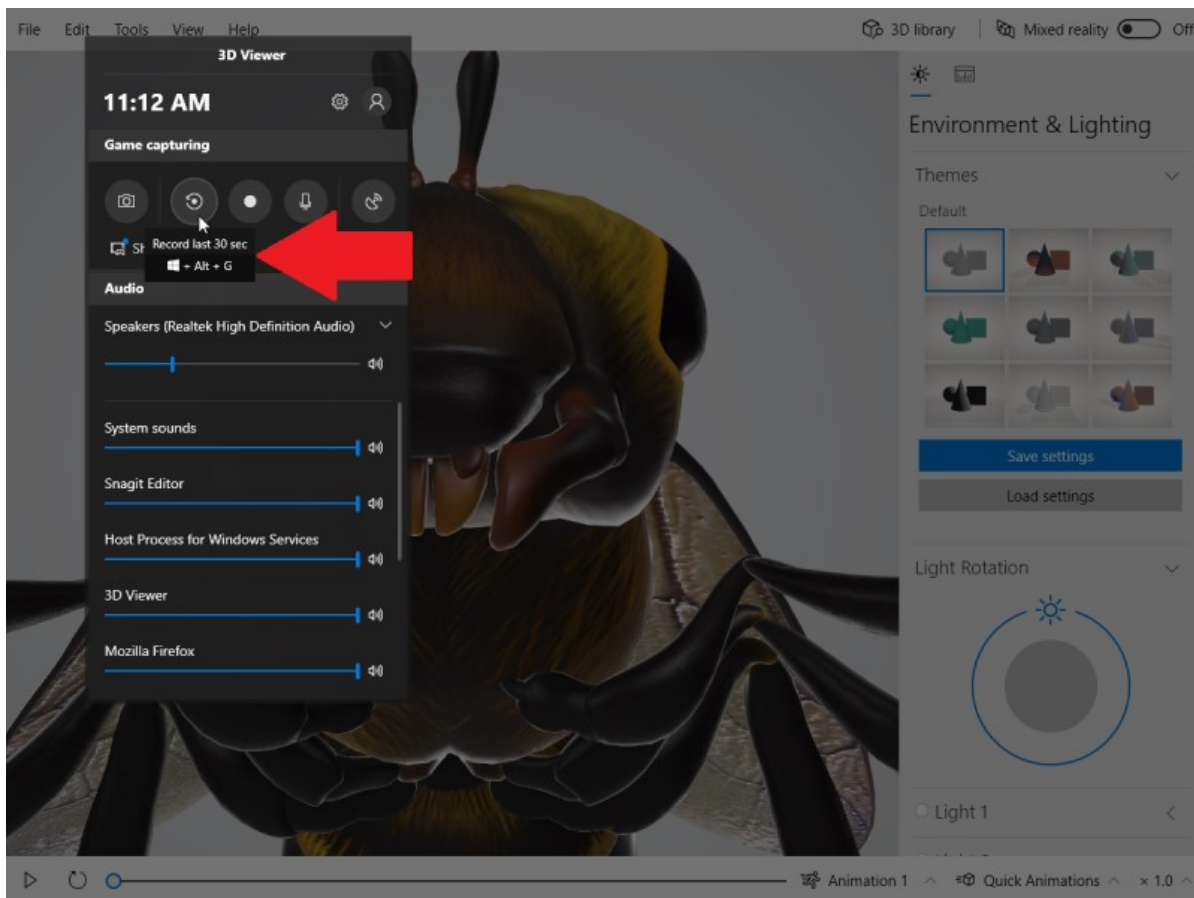 File Edit Tools View Help
3D library
Mixed reality
Off
3D Viewer
11:12 AM
Game capturing
Record last 30 sec
+ Alt + G
Audio
Speakers (Realtek High Definition Audio)
System sounds
Snagit Editor
Host Process for Windows Services
3D Viewer
Mozilla Firefox
Environment & Lighting
Themes
Default
Save settings
Load settings
Light Rotation
Light 1
Animation 1
Quick Animations
× 1.0